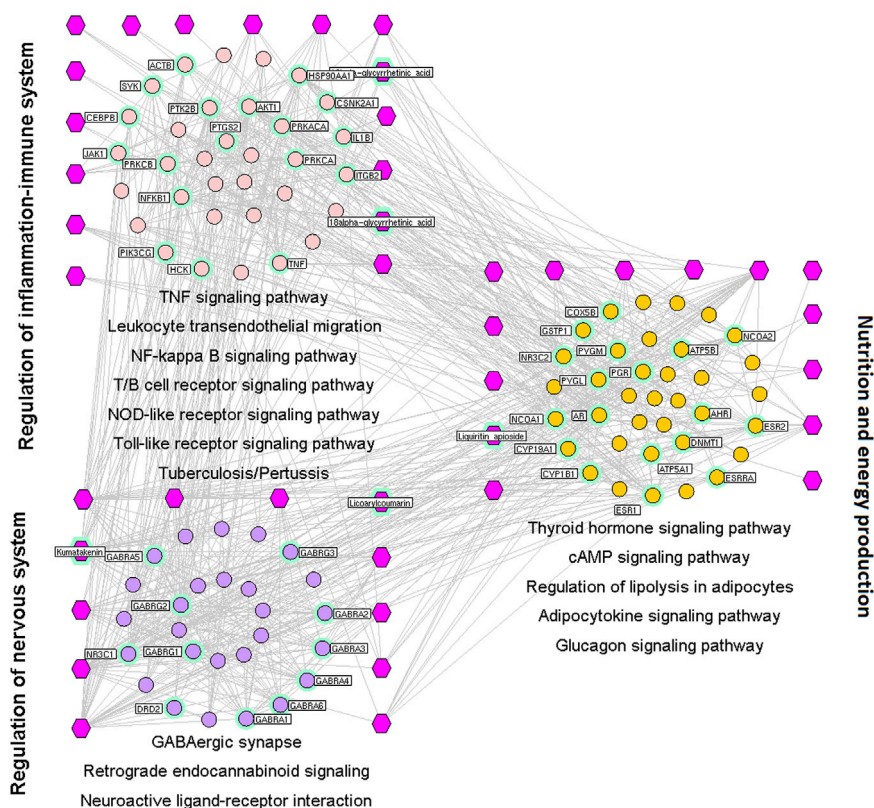 Regulation of inflammation-immune system
ACTB
HSP90AA1
alpha-glycyrrhetinic_acid
SYK
CEBPB
PTK2B
AKT1
CSNK2A1
PTGS2
PRKACA
IL1B
JAK1
PRKCB
PRKCA
ITGB2
NFKB1
18alpha-glycyrrhetinic_acid
PIK3CG
HCK
TNF
TNF signaling pathway
Leukocyte transendothelial migration
NF-kappa B signaling pathway
T/B cell receptor signaling pathway
NOD-like receptor signaling pathway
Toll-like receptor signaling pathway
Tuberculosis/Pertussis
Nutrition and energy production
COX5B
GSTP1
NCOA2
NR3C2
PYGM
ATP5B
PYGL
PGR
NCOA1
AR
AHR
ESR2
Liquiritin_apioside
CYP19A1
DNMT1
CYP1B1
ATP5A1
ESRRA
ESR1
Thyroid hormone signaling pathway
cAMP signaling pathway
Regulation of lipolysis in adipocytes
Adipocytokine signaling pathway
Glucagon signaling pathway
Regulation of nervous system
Licoarylcoumarin
Kumatakenin
GABRA5
GABRG3
GABRG2
GABRA2
NR3C1
GABRG1
GABRA3
GABRA4
DRD2
GABRA6
GABRA1
GABAergic synapse
Retrograde endocannabinoid signaling
Neuroactive ligand-receptor interaction